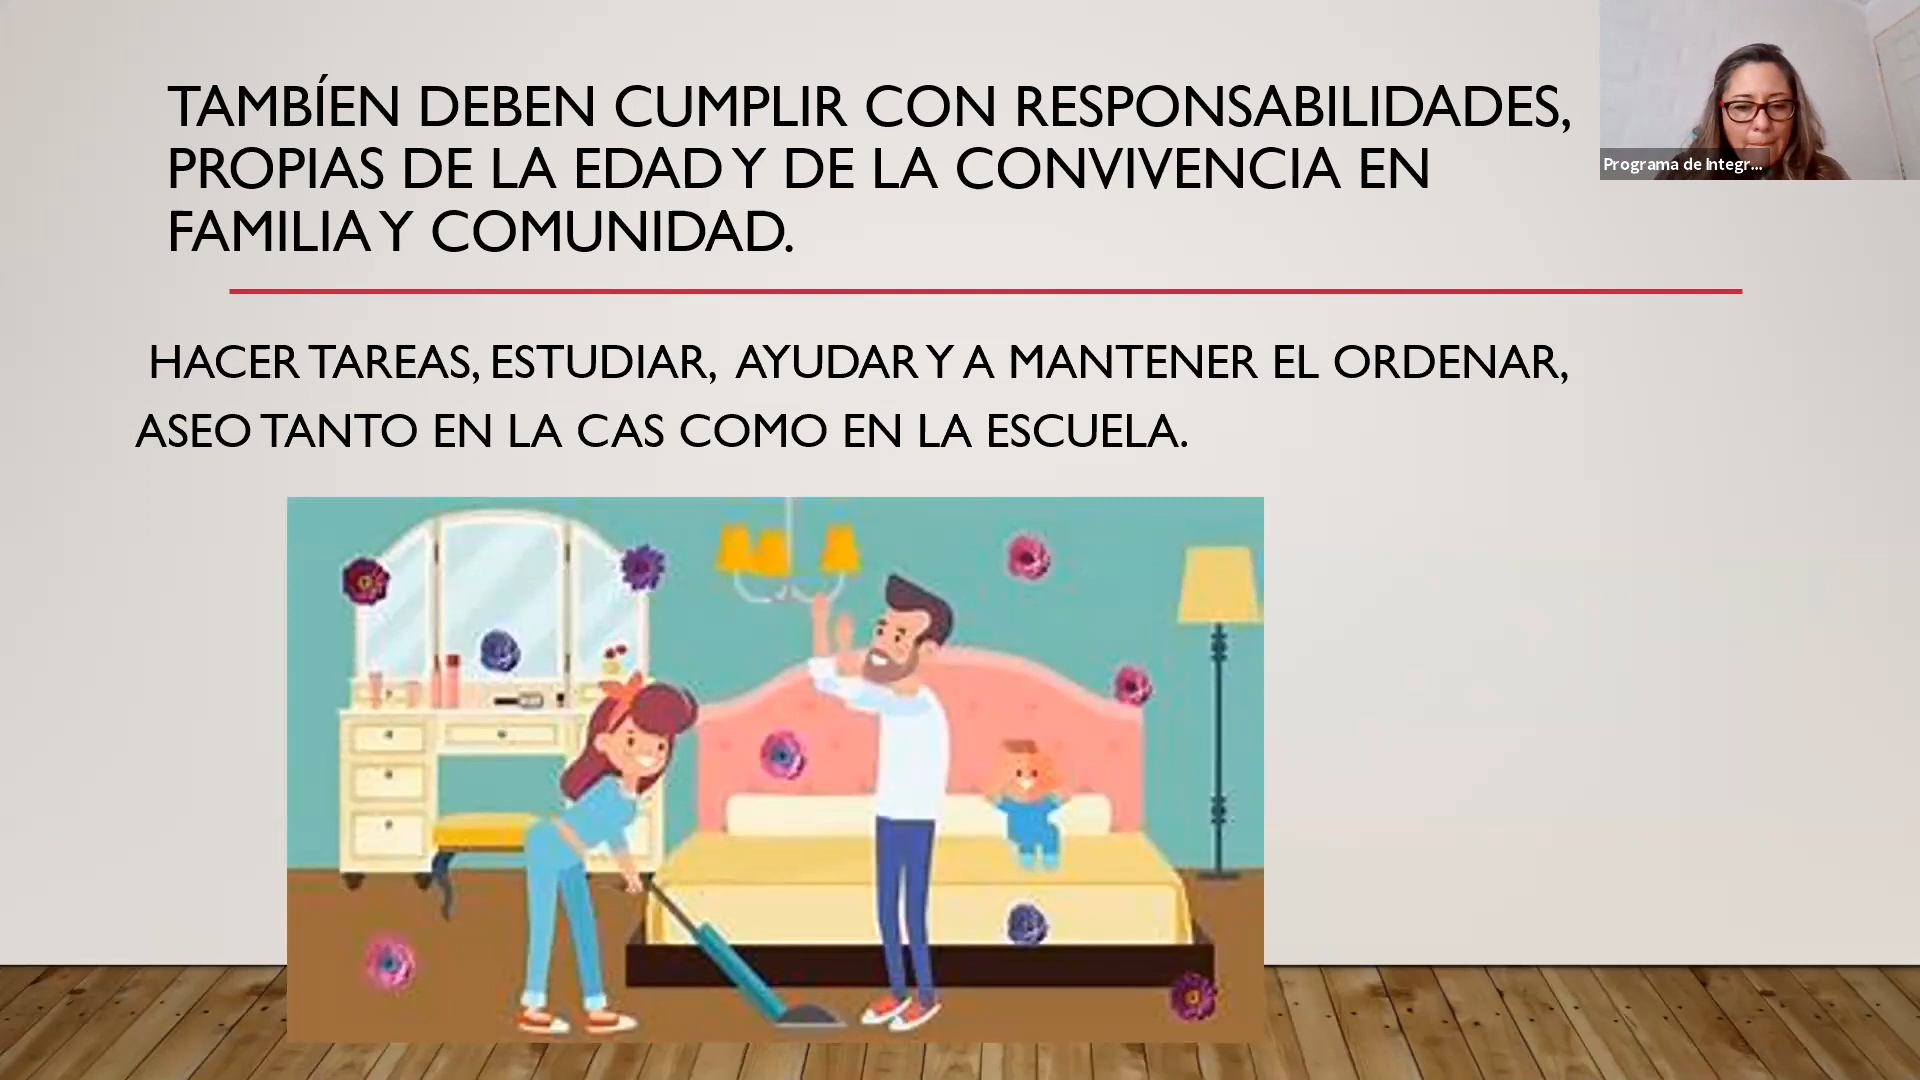 TAMBÍEN DEBEN CUMPLIR CON RESPONSABILIDADES,
PROPIAS DE LA EDAD Y DE LA CONVIVENCIA EN
FAMILIA Y COMUNIDAD.
Programa de Integr...
HACER TAREAS, ESTUDIAR, AYUDAR Y A MANTENER EL ORDENAR,
ASEO TANTO EN LA CAS COMO EN LA ESCUELA.